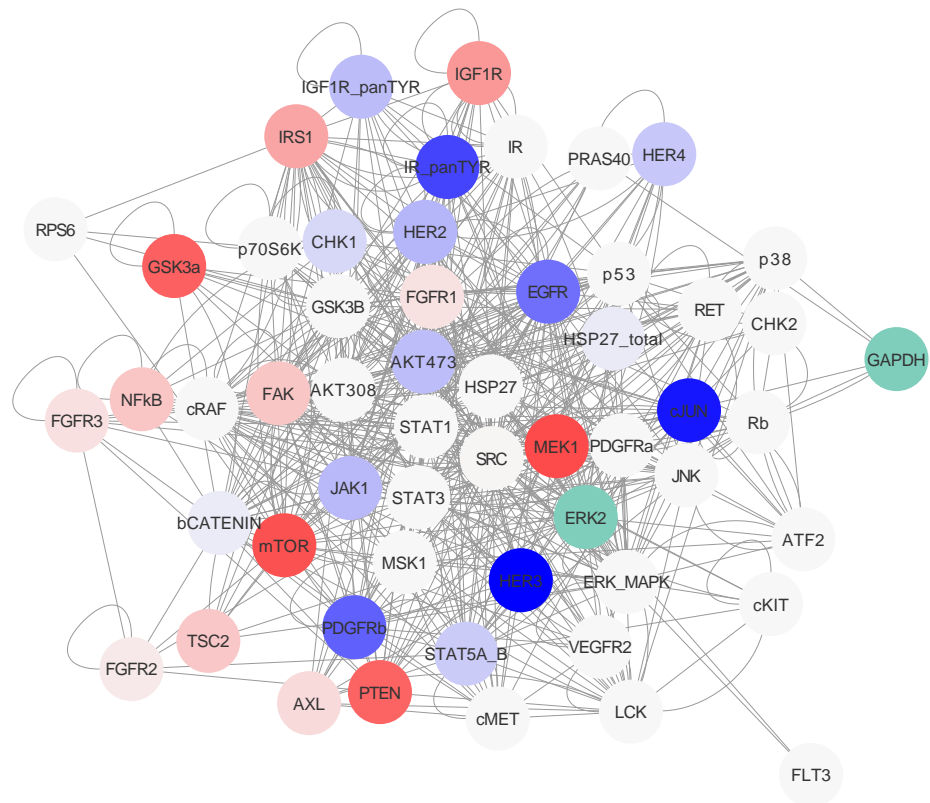 IGF1R
IGF1R_panTYR
IRS1
IR
PRAS40
HER4
IR_panTYR
RPS6
HER2
CHK1
p70S6K
p38
GSK3a
p53
EGFR
FGFR1
GSK3B
RET
CHK2
HSP27_total
GAPDH
AKT473
HSP27
AKT308
FAK
NFkB
cRAF
cJUN
FGFR3
Rb
STAT1
MEK1
PDGFRa
SRC
JNK
JAK1
STAT3
ERK2
bCATENIN
ATF2
mTOR
MSK1
HER3
ERK_MAPK
cKIT
PDGFRb
TSC2
VEGFR2
STAT5A_B
FGFR2
PTEN
AXL
LCK
cMET
FLT3